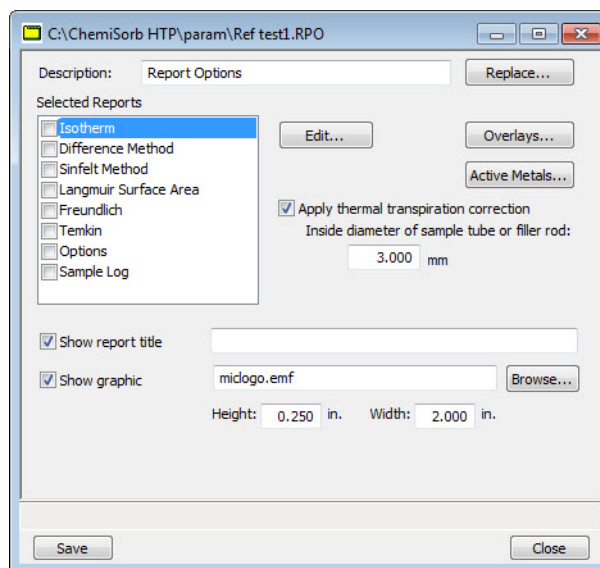 C:\ChemiSorb HTP\param\Ref test1.RPO
Description: Report Options Replace...
Selected Reports
Isotherm
Difference Method
Sinfelt Method
Langmuir Surface Area
Freundlich
Temkin
Options
Sample Log
Edit... Overlays...
Active Metals...
Apply thermal transpiration correction
Inside diameter of sample tube or filler rod:
3.000 mm
Show report title
Show graphic miclogo.emf Browse...
Height: 0.250 in. Width: 2.000 in.
Save Close